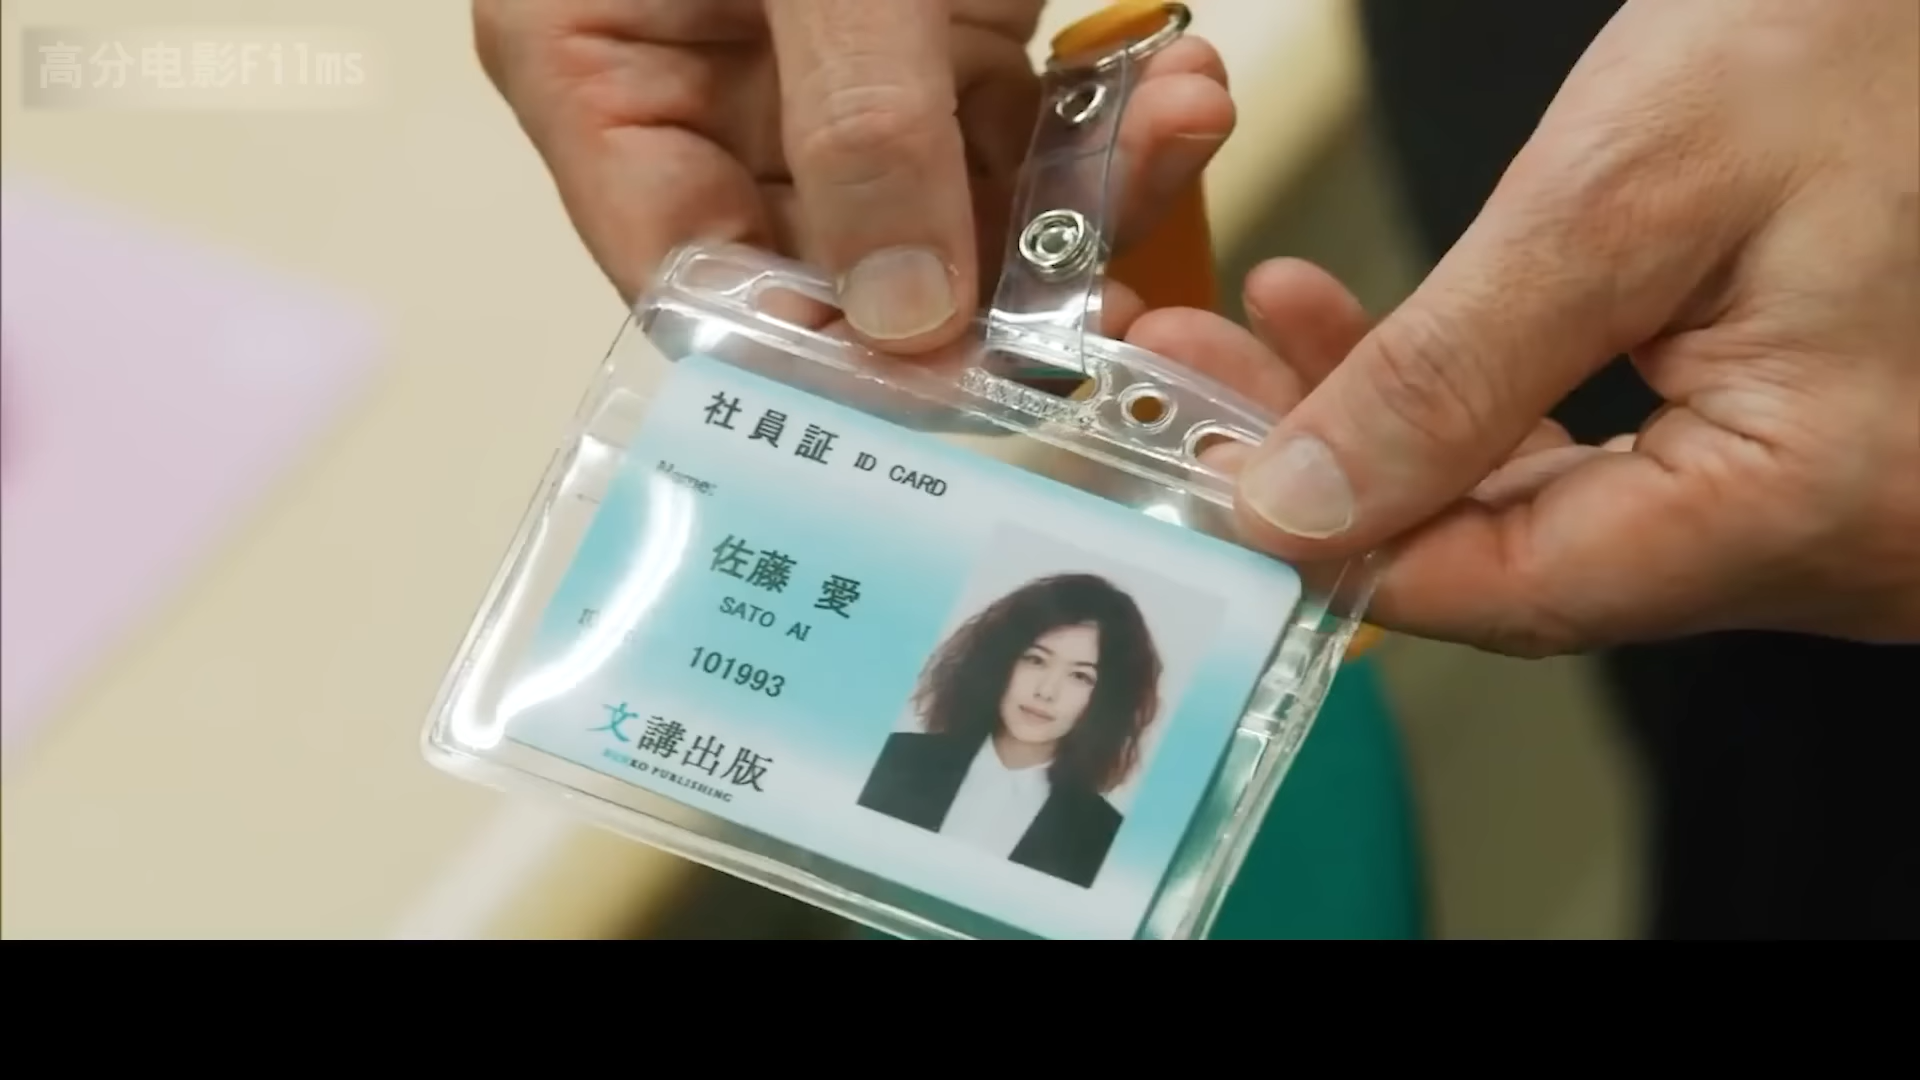 高分电影Films
社員証 ID CARD
Name:
佐藤 愛
SATO AI
101993
文講出版
BUNKO PUBLISHING